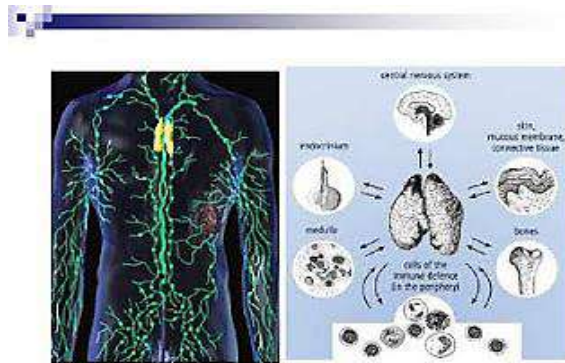 central nervous system
skin,
mucous membrane,
connective tissue
endocrinium
medulla
bones
cells of the
immune defence
(in the periphery)